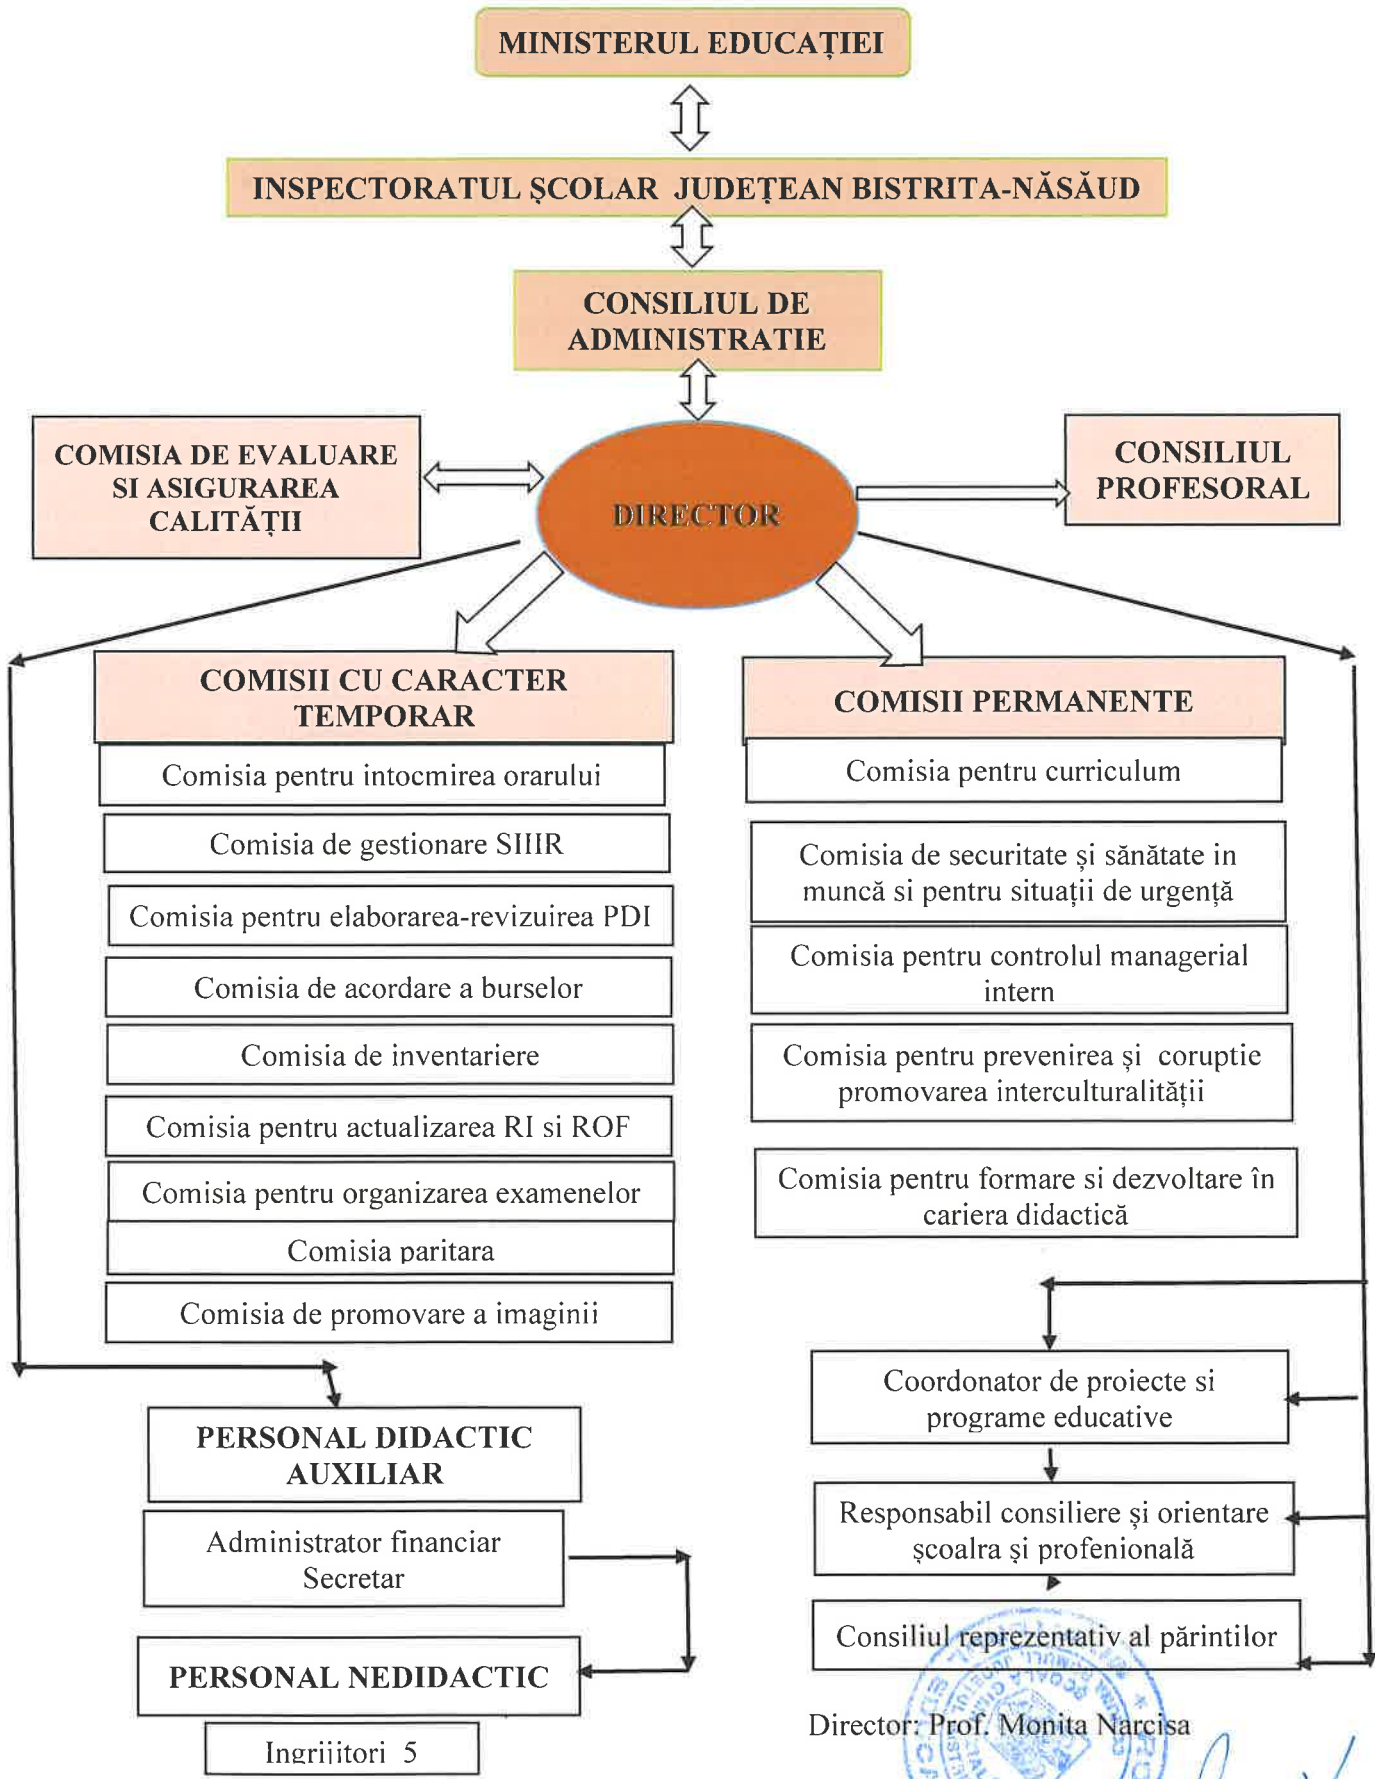 MINISTERUL EDUCAȚIEI
INSPECTORATUL ȘCOLAR JUDEȚEAN BISTRITA-NĂSĂUD
CONSILIUL DE
ADMINISTRATIE
COMISIA DE EVALUARE
SI ASIGURAREA
CALITĂȚII
DIRECTOR
CONSILIUL
PROFESORAL
COMISII CU CARACTER
TEMPORAR
Comisia pentru intocmirea orarului
Comisia de gestionare SIIIR
Comisia pentru elaborarea-revizuirea PDI
Comisia de acordare a burselor
Comisia de inventariere
Comisia pentru actualizarea RI si ROF
Comisia pentru organizarea examenelor
Comisia paritara
Comisia de promovare a imaginii
COMISII PERMANENTE
Comisia pentru curriculum
Comisia de securitate și sănătate in
muncă si pentru situații de urgență
Comisia pentru controlul managerial
intern
Comisia pentru prevenirea și coruptie
promovarea interculturalității
Comisia pentru formare si dezvoltare în
cariera didactică
PERSONAL DIDACTIC
AUXILIAR
Administrator financiar
Secretar
PERSONAL NEDIDACTIC
Ingrijitori 5
Coordonator de proiecte si
programe educative
Responsabil consiliere și orientare
școalra și profenională
Consiliul reprezentativ al părintilor
Director: Prof. Monita Narcisa